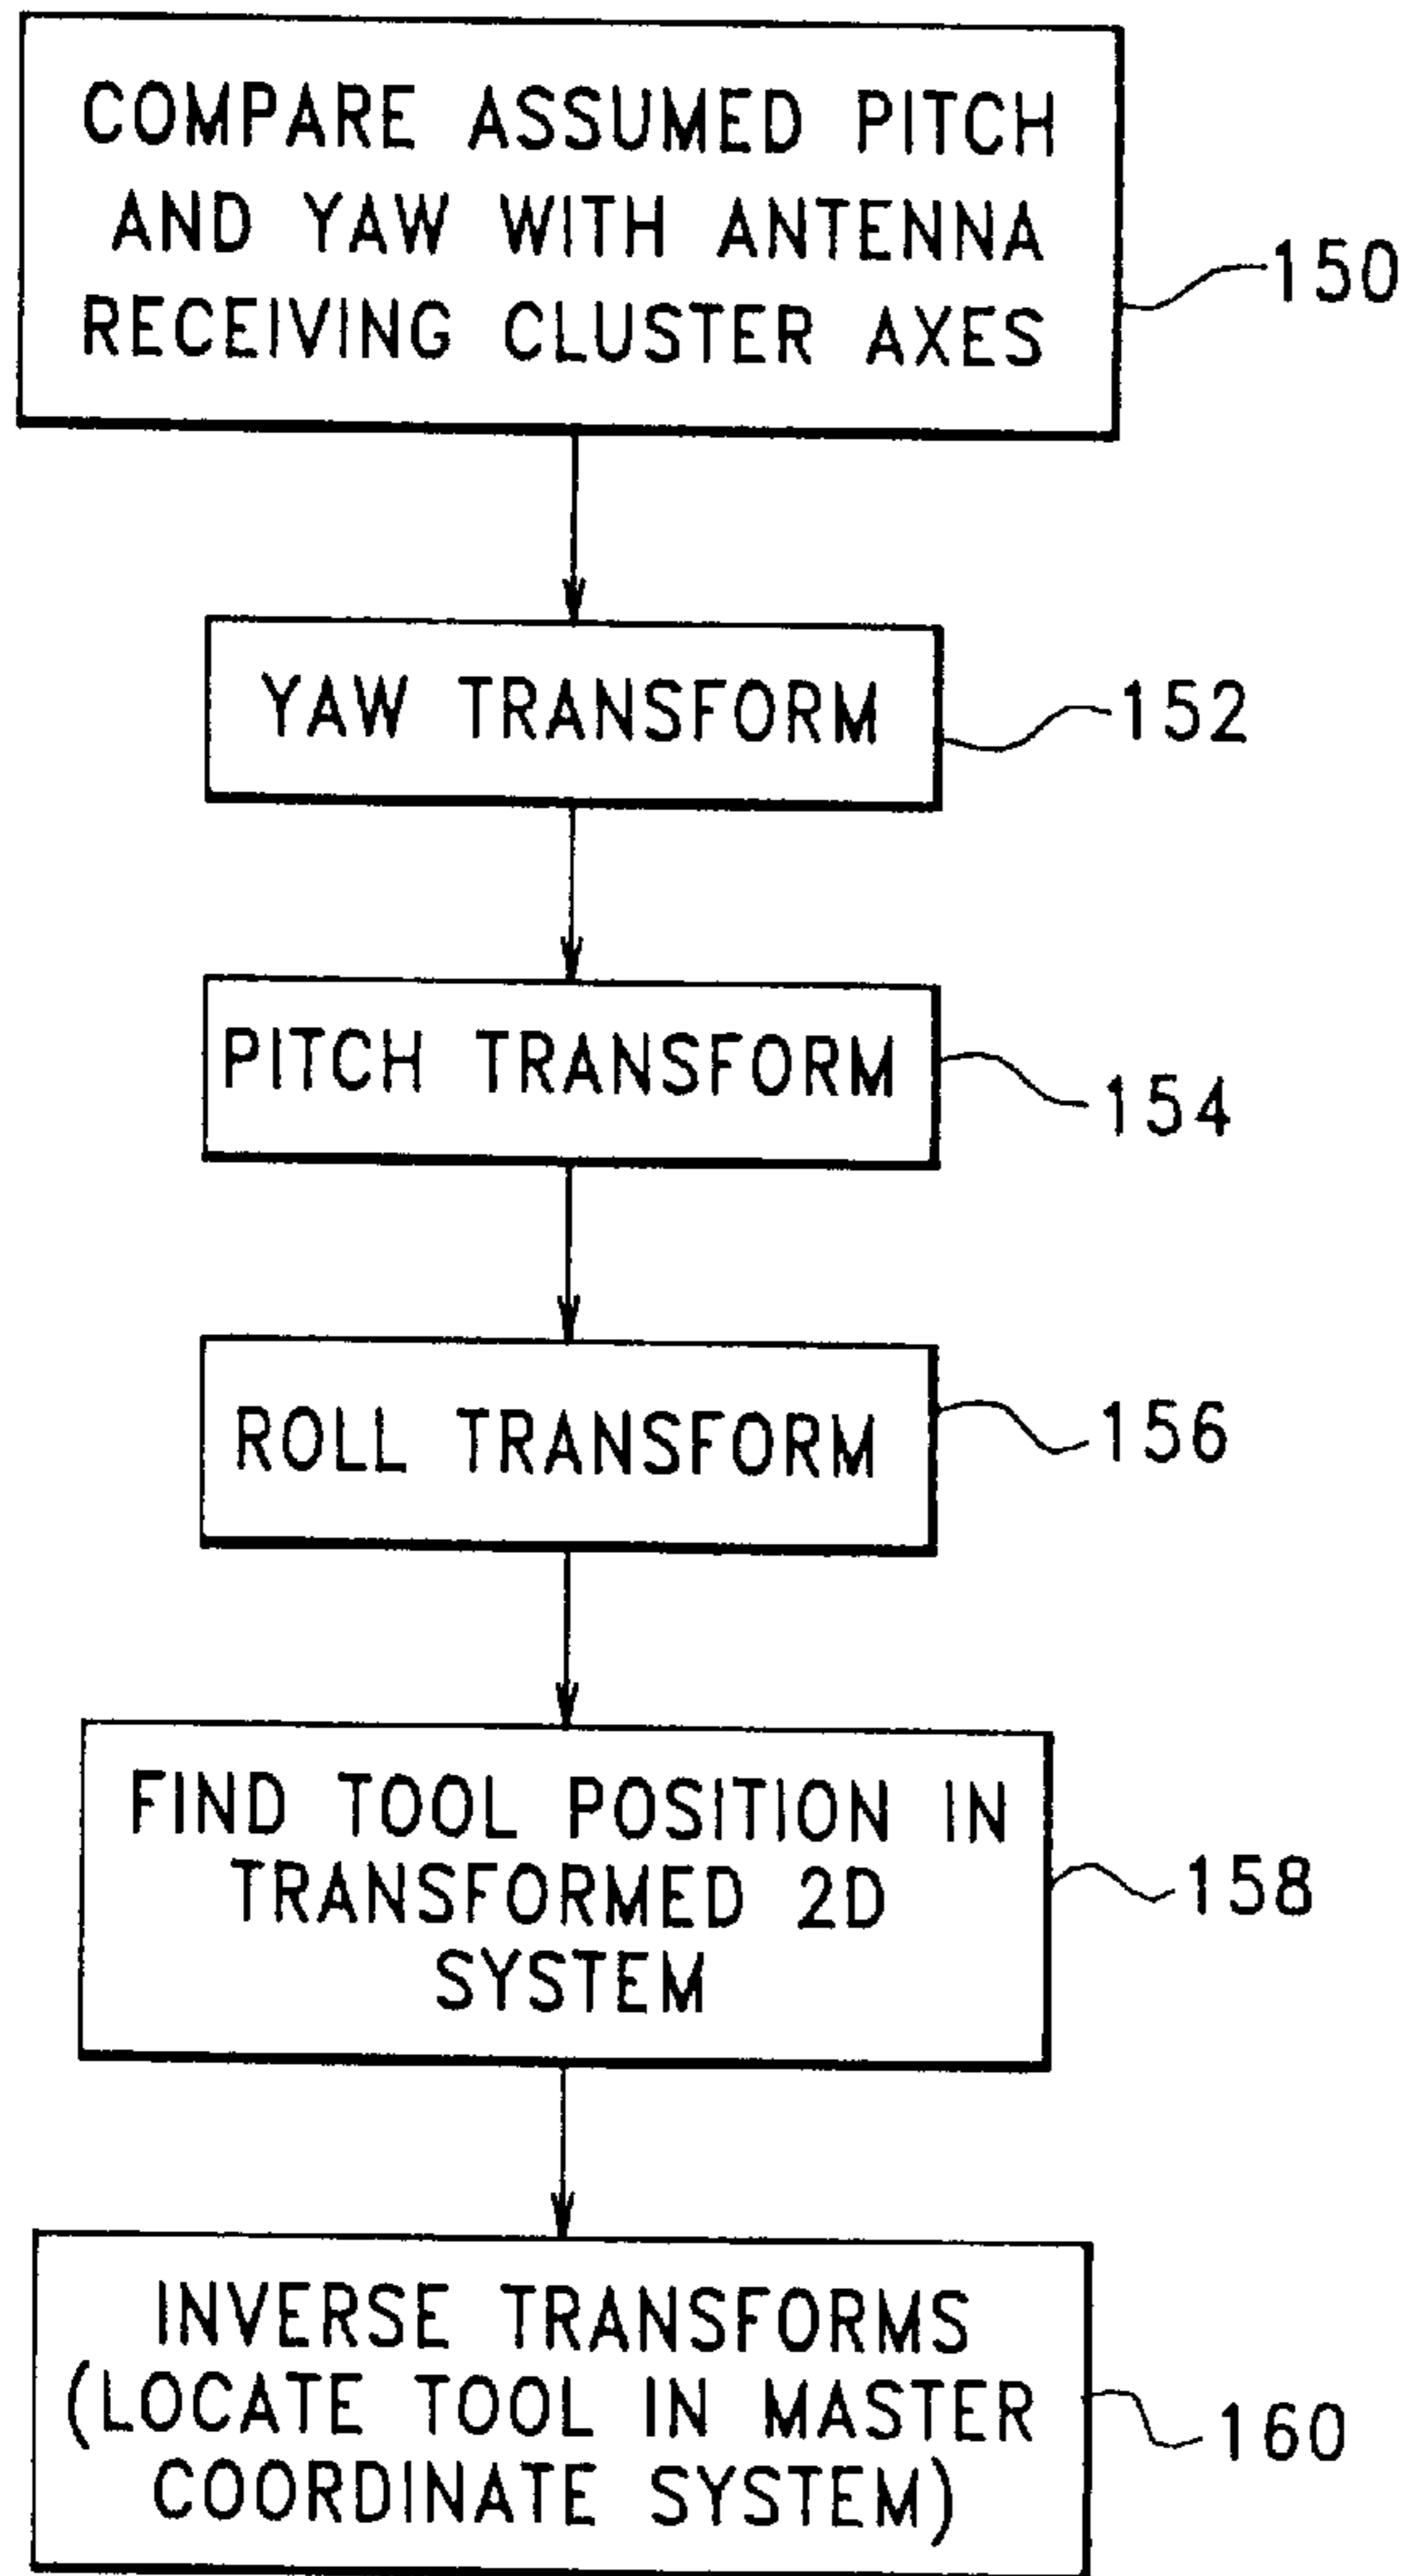 COMPARE ASSUMED PITCH
AND YAW WITH ANTENNA
RECEIVING CLUSTER AXES
150
YAW TRANSFORM
152
PITCH TRANSFORM
154
ROLL TRANSFORM
156
FIND TOOL POSITION IN
TRANSFORMED 2D
SYSTEM
158
INVERSE TRANSFORMS
(LOCATE TOOL IN MASTER
COORDINATE SYSTEM)
160